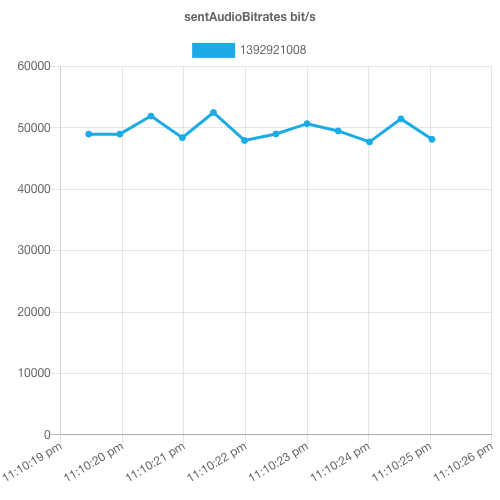 sentAudioBitrates bit/s
1392921008
60000
50000
40000
30000
20000
10000
0
11:10:19 pm
11:10:20 pm
11:10:21 pm
11:10:22 pm
11:10:23 pm
11:10:24 pm
11:10:25 pm
11:10:26 pm